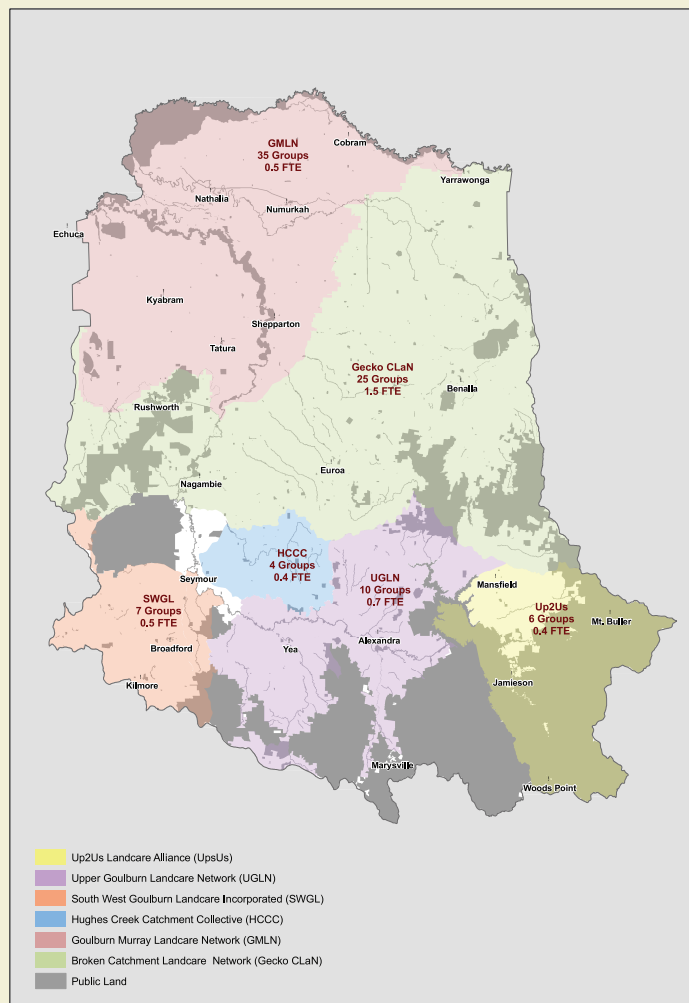 GMLN
35 Groups
0.5 FTE
Cobram
Yarrawonga
Nathalia
Numurkah
Echuca
Kyabram
Shepparton
Tatura
Gecko CLaN
25 Groups
1.5 FTE
Benalla
Rushworth
Euroa
Nagambie
HCCC
4 Groups
0.4 FTE
Seymour
UGLN
10 Groups
0.7 FTE
Mansfield
SWGL
7 Groups
0.5 FTE
Up2Us
6 Groups
0.4 FTE
Mt. Buller
Broadford
Yea
Alexandra
Kilmore
Jamieson
Marysville
Woods Point
Up2Us Landcare Alliance (UpsUs)
Upper Goulburn Landcare Network (UGLN)
South West Goulburn Landcare Incorporated (SWGL)
Hughes Creek Catchment Collective (HCCC)
Goulburn Murray Landcare Network (GMLN)
Broken Catchment Landcare Network (Gecko CLaN)
Public Land